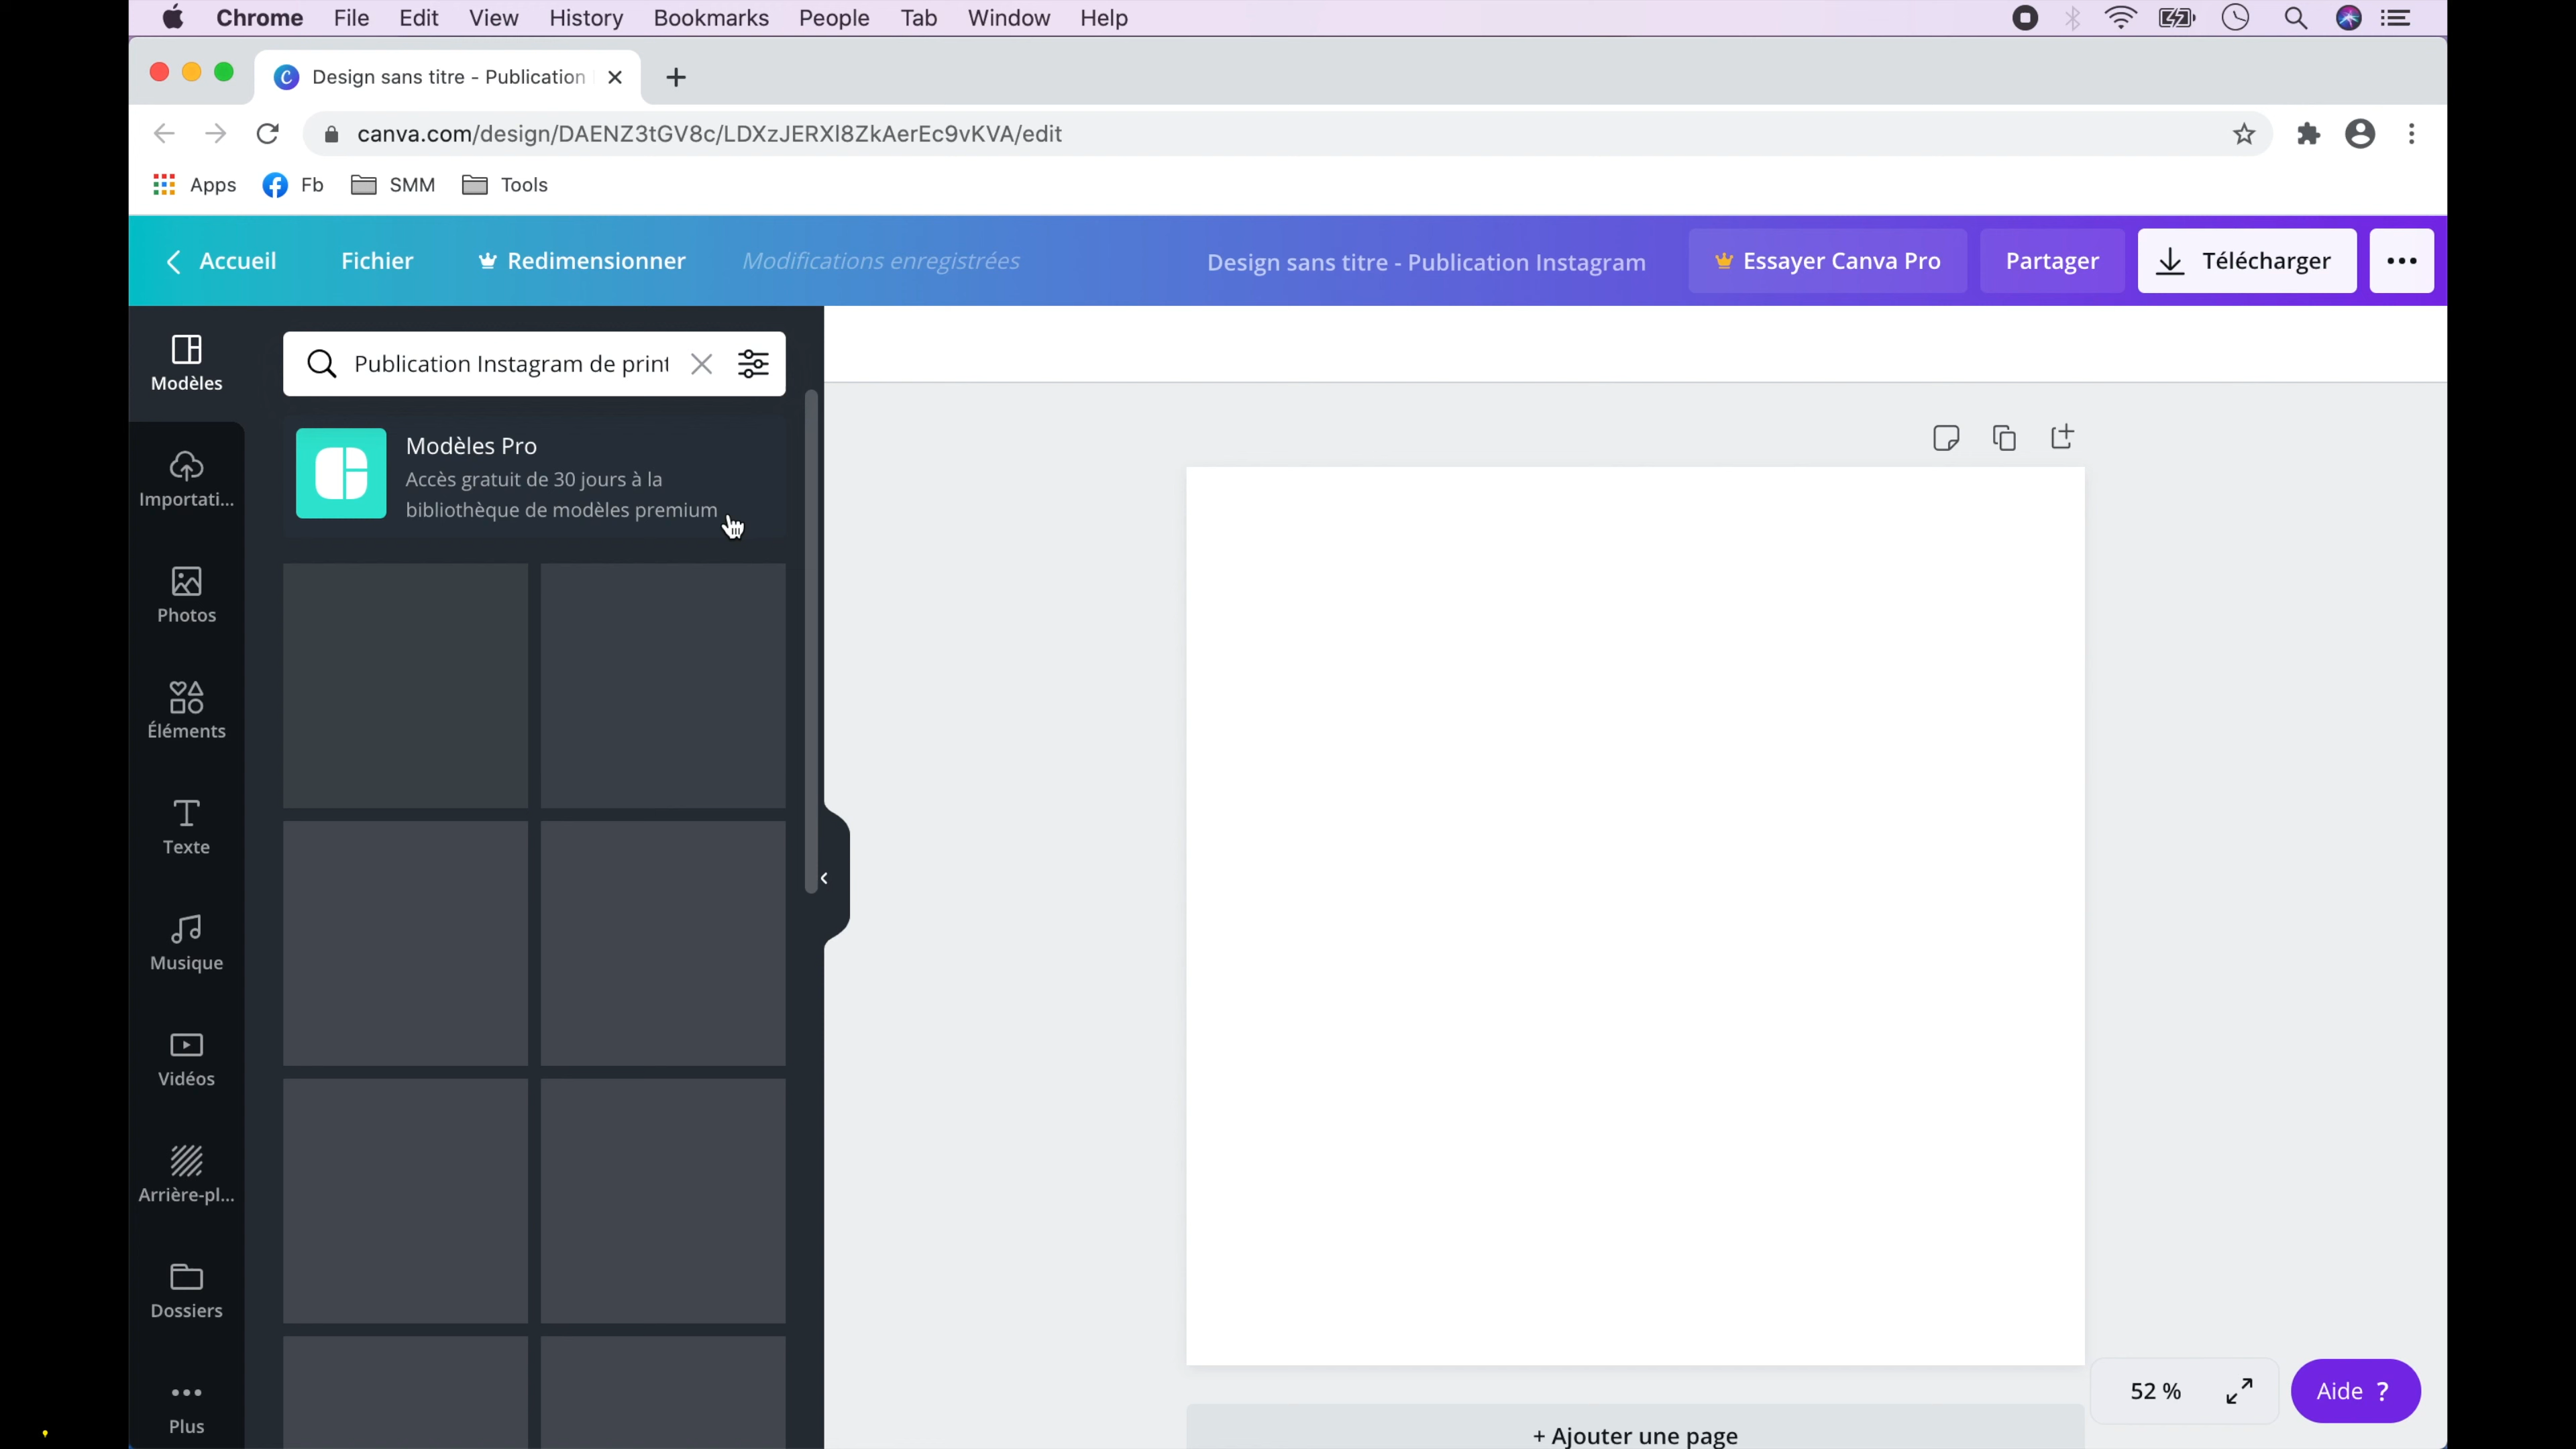 Chrome File Edit View History Bookmarks People Tab Window Help
Design sans titre - Publication
canva.com/design/DAENZ3tGV8c/LDXzJERXl8ZkAerEc9vKVA/edit
Apps Fb SMM Tools
Accueil Fichier Redimensionner Modifications enregistrées Design sans titre - Publication Instagram Essayer Canva Pro Partager Télécharger
Modèles
Publication Instagram de print
Modèles Pro
Accès gratuit de 30 jours à la
bibliothèque de modèles premium
Importati...
Photos
Éléments
Texte
Musique
Vidéos
Arrière-pl...
Dossiers
Plus
52 %
Aide ?
+ Ajouter une page